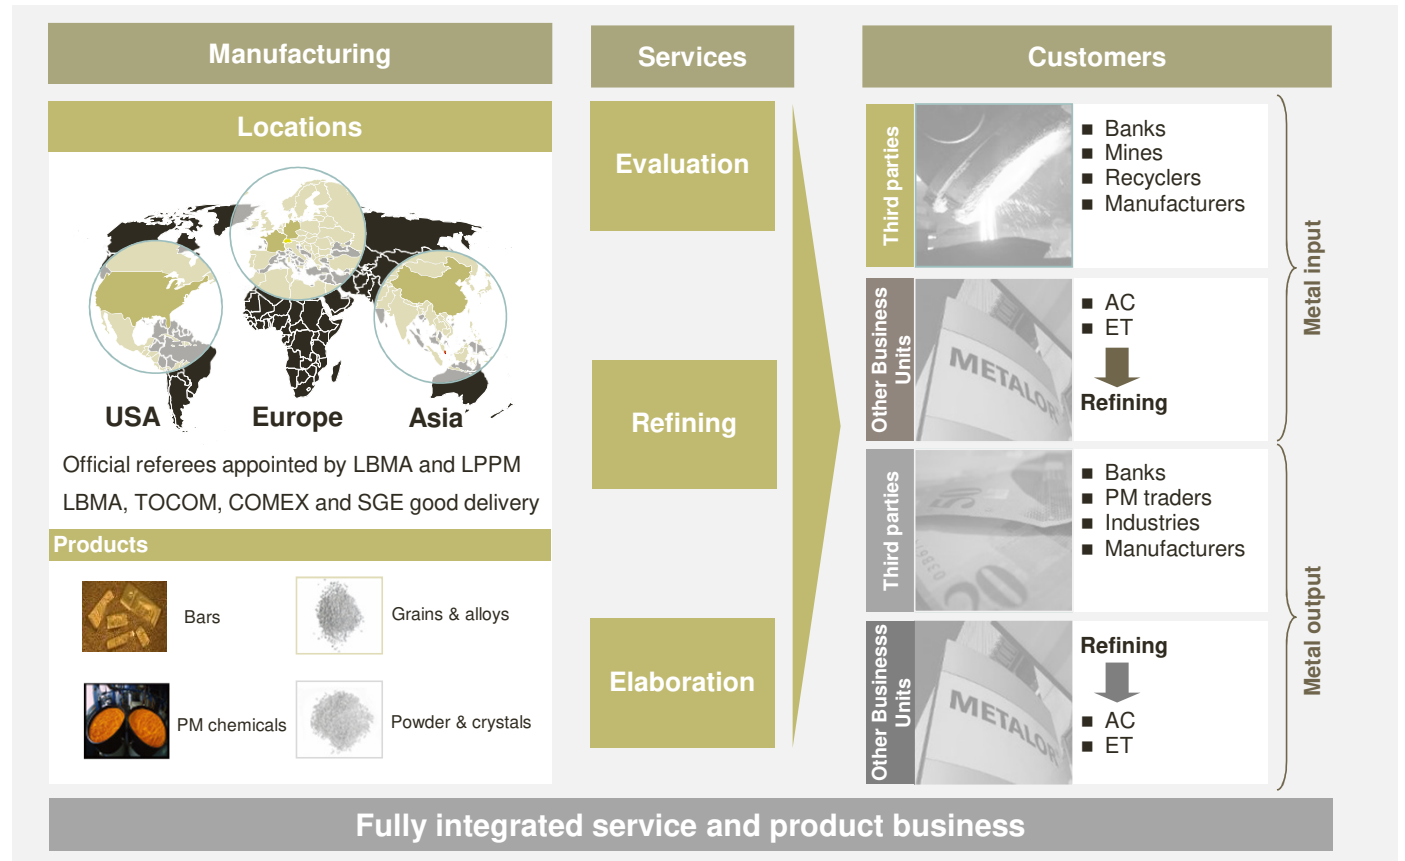 Manufacturing
Services
Customers
Locations
USA
Europe
Asia
Official referees appointed by LBMA and LPPM
LBMA, TOCOM, COMEX and SGE good delivery
Products
Bars
Grains & alloys
PM chemicals
Powder & crystals
Evaluation
Refining
Elaboration
Third parties
■ Banks
■ Mines
■ Recyclers
■ Manufacturers
Other Business
Units
METALOR
■ AC
■ ET
Refining
Metal input
Third parties
■ Banks
■ PM traders
■ Industries
■ Manufacturers
Other Businesss
Units
METALOR
Refining
■ AC
■ ET
Metal output
Fully integrated service and product business